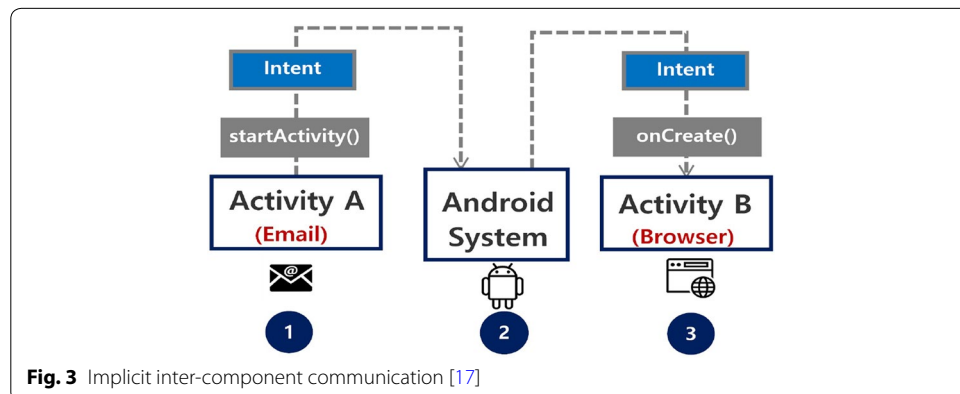 Intent
Intent
startActivity()
onCreate()
Activity A
(Email)
Android
System
Activity B
(Browser)
@
1
2
3
Fig. 3 Implicit inter-component communication [17]